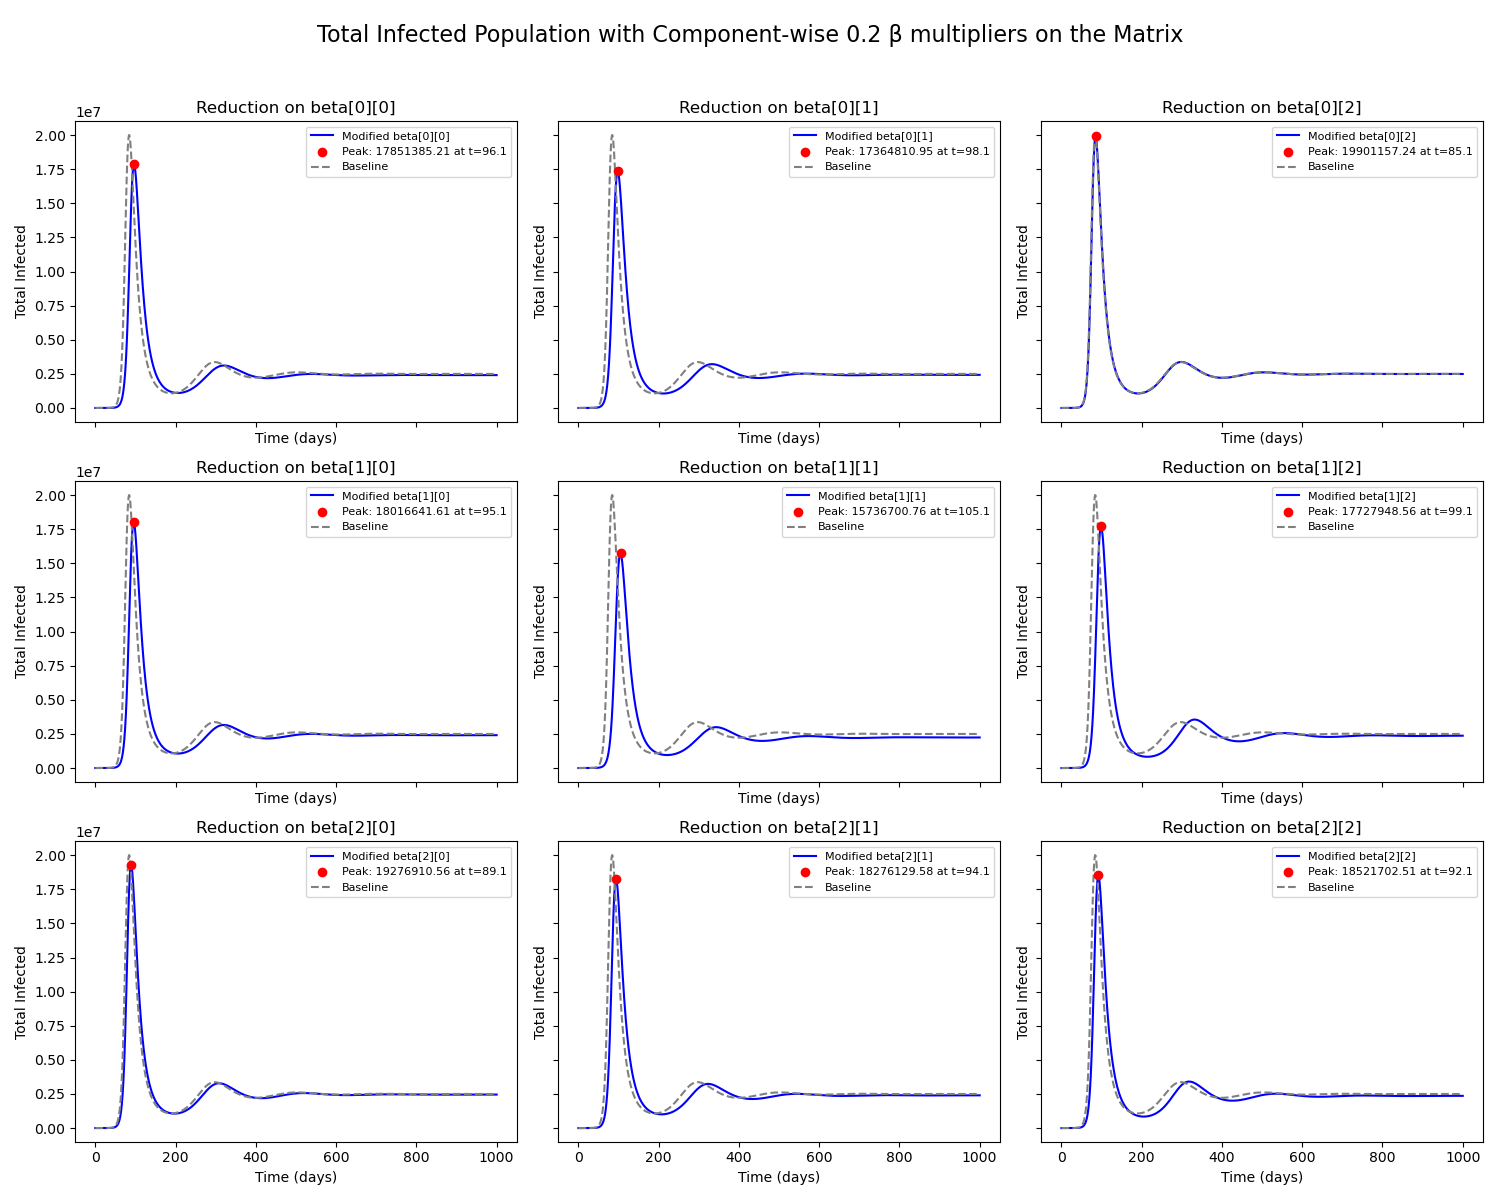 Total Infected Population with Component-wise 0.2 β multipliers on the Matrix
Reduction on beta[0][0]
1e7
Modified beta[0][0]
Peak: 17851385.21 at t=96.1
Baseline
2.00
1.75
1.50
1.25
1.00
0.75
0.50
0.25
0.00
Total Infected
Time (days)
Reduction on beta[0][1]
Modified beta[0][1]
Peak: 17364810.95 at t=98.1
Baseline
Total Infected
Time (days)
Reduction on beta[0][2]
Modified beta[0][2]
Peak: 19901157.24 at t=85.1
Baseline
Total Infected
Time (days)
Reduction on beta[1][0]
1e7
Modified beta[1][0]
Peak: 18016641.61 at t=95.1
Baseline
2.00
1.75
1.50
1.25
1.00
0.75
0.50
0.25
0.00
Total Infected
Time (days)
Reduction on beta[1][1]
Modified beta[1][1]
Peak: 15736700.76 at t=105.1
Baseline
Total Infected
Time (days)
Reduction on beta[1][2]
Modified beta[1][2]
Peak: 17727948.56 at t=99.1
Baseline
Total Infected
Time (days)
Reduction on beta[2][0]
1e7
Modified beta[2][0]
Peak: 19276910.56 at t=89.1
Baseline
2.00
1.75
1.50
1.25
1.00
0.75
0.50
0.25
0.00
Total Infected
0 200 400 600 800 1000
Time (days)
Reduction on beta[2][1]
Modified beta[2][1]
Peak: 18276129.58 at t=94.1
Baseline
Total Infected
0 200 400 600 800 1000
Time (days)
Reduction on beta[2][2]
Modified beta[2][2]
Peak: 18521702.51 at t=92.1
Baseline
Total Infected
0 200 400 600 800 1000
Time (days)